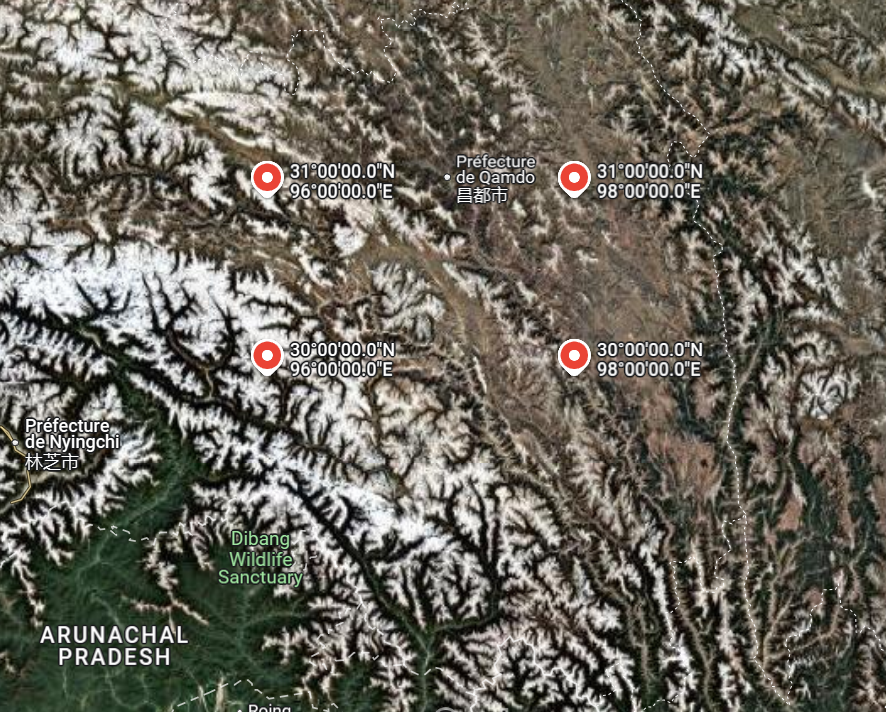 31°00'00.0"N
96°00'00.0"E
Préfecture
de Qamdo
昌都市
31°00'00.0"N
98°00'00.0"E
30°00'00.0"N
96°00'00.0"E
30°00'00.0"N
98°00'00.0"E
Préfecture
de Nyingchi
林芝市
Dibang
Wildlife
Sanctuary
ARUNACHAL
PRADESH
Roing